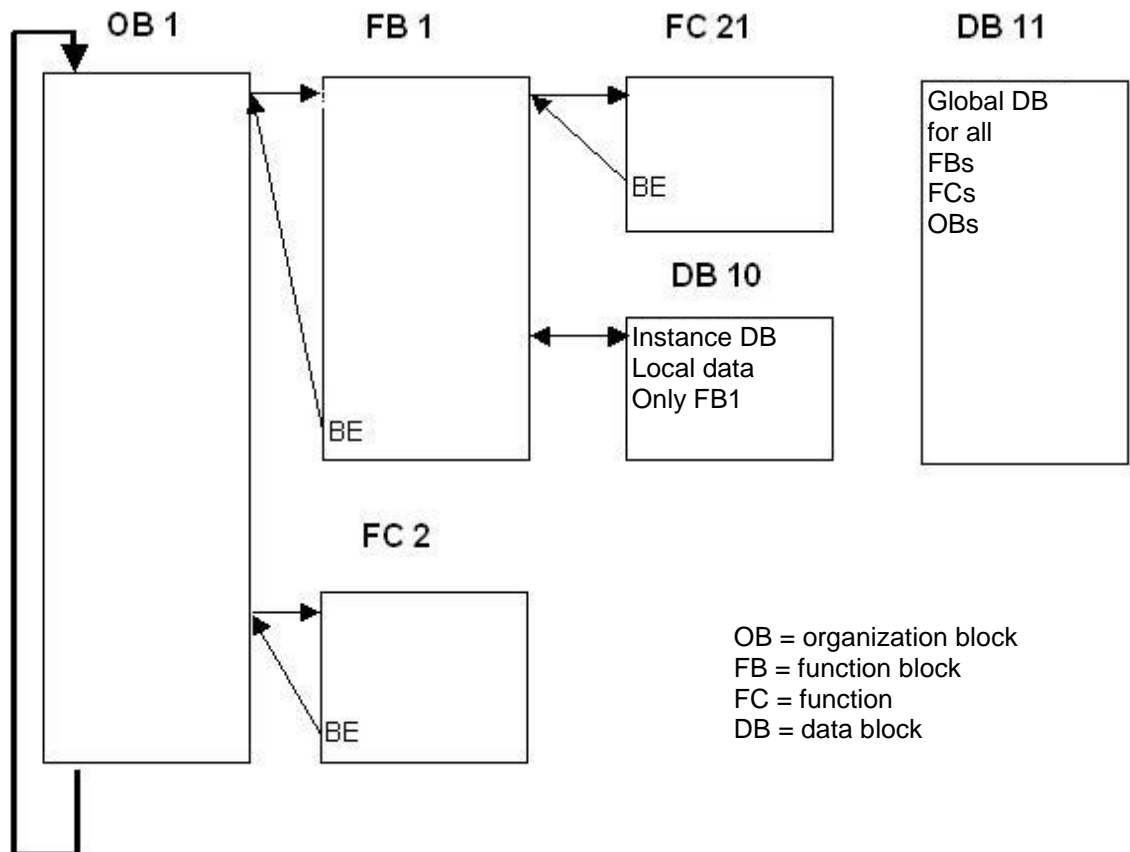 OB 1
FB 1
FC 21
DB 11
Global DB
for all
FBs
FCs
OBs
BE
DB 10
Instance DB
Local data
Only FB1
BE
FC 2
BE
OB = organization block
FB = function block
FC = function
DB = data block